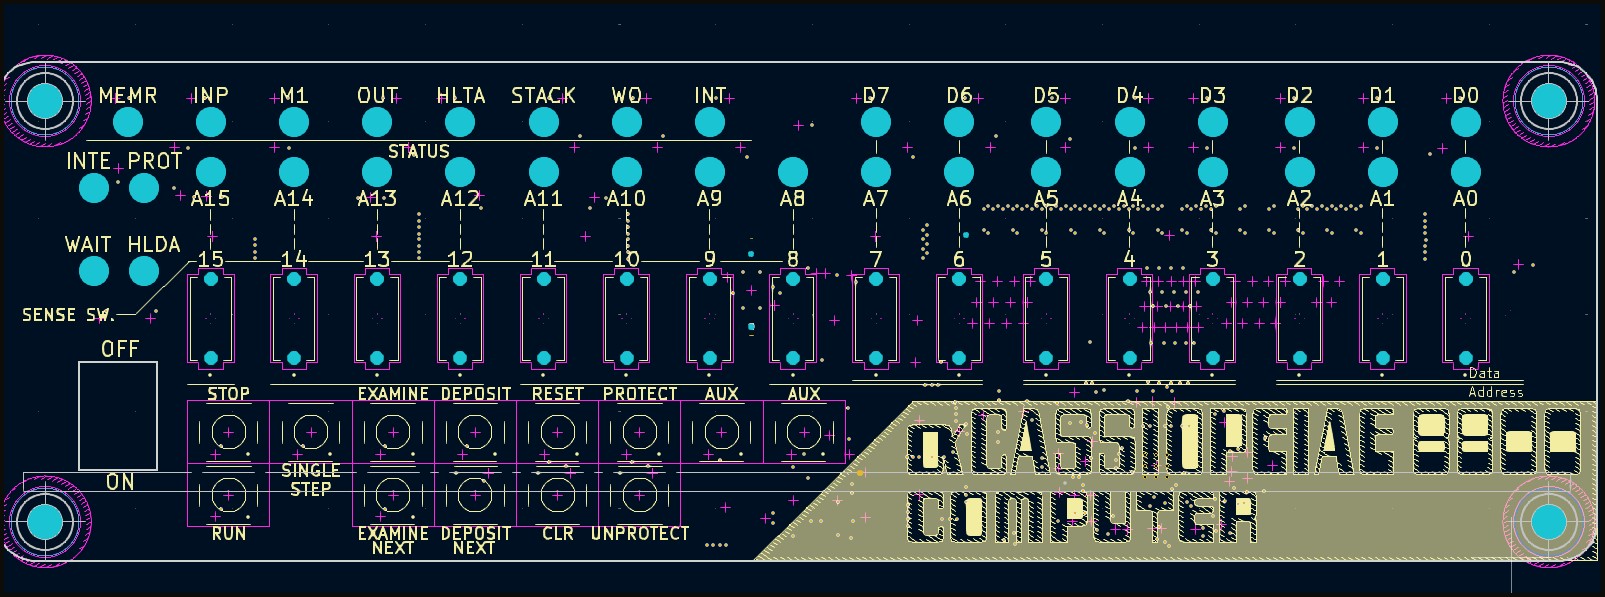 MEMR INP M1 OUT HLTA STACK WO INT D7 D6 D5 D4 D3 D2 D1 D0
STATUS
INTE PROT
A15 A14 A13 A12 A11 A10 A9 A8 A7 A6 A5 A4 A3 A2 A1 A0
WAIT HLDA
15 14 13 12 11 10 9 8 7 6 5 4 3 2 1 0
SENSE SW.
OFF
Data
STOP EXAMINE DEPOSIT RESET PROTECT AUX AUX
Address
α CASSIOPEIAE
SINGLE
STEP
ON
COMPUTER
RUN EXAMINE DEPOSIT CLR UNPROTECT
NEXT NEXT